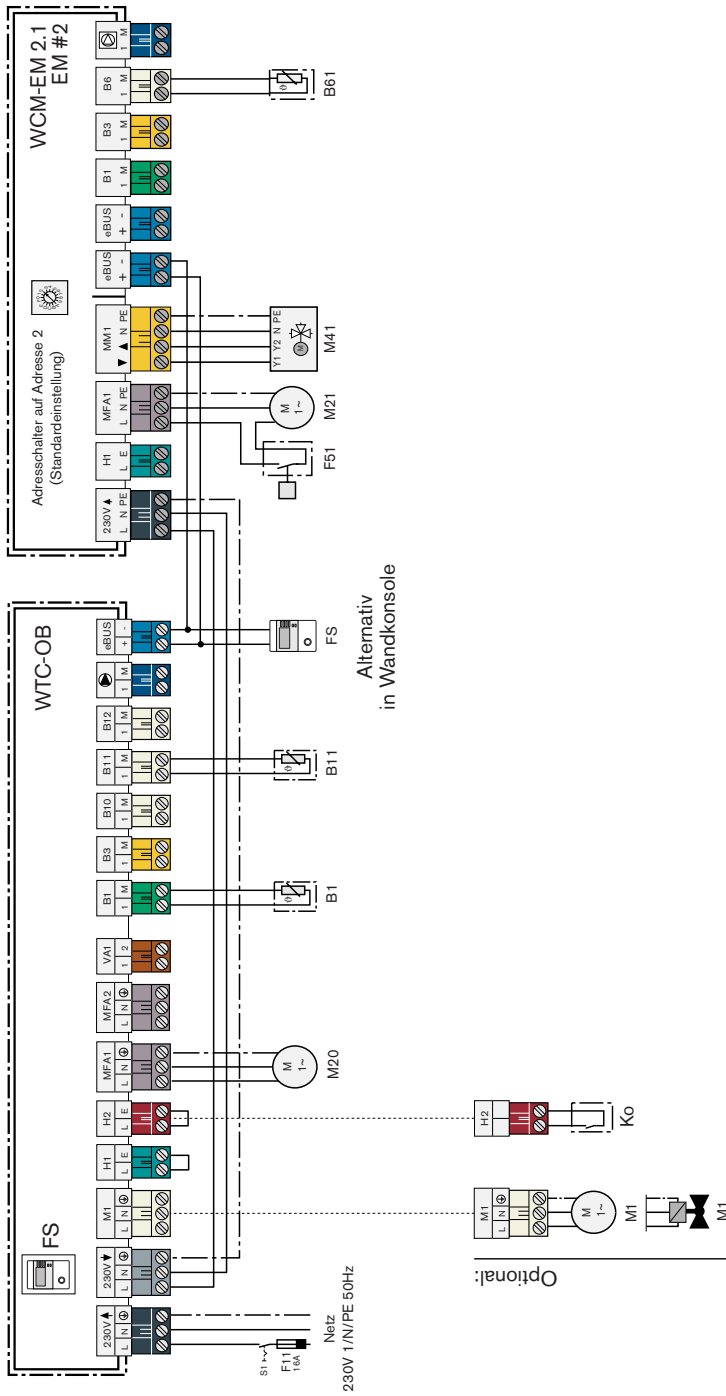 WCM-EM 2.1
EM #2
Adresschalter auf Adresse 2
(Standardeinstellung)
230V
L N PE
H1
L E
MFA1
L N PE
MM1
N PE
eBUS
+ -
eBUS
+ -
B1
1 M
B3
1 M
B6
1 M
1 M
F51
M
1~
M21
Y1 Y2 N PE
M
M41
ϑ
B61
FS
WTC-OB
230V
L N
230V
L N
M1
L N
H1
L E
H2
L E
MFA1
L N
MFA2
L N
VA1
1 2
B1
1 M
B3
1 M
B10
1 M
B11
1 M
B12
1 M
1 M
eBUS
+ -
S1
F11
16A
Netz
230V 1/N/PE 50Hz
M
1~
M20
ϑ
B1
ϑ
B11
FS
Alternativ
in Wandkonsole
Optional:
M1
L N
M
1~
M1
M1
H2
Ko